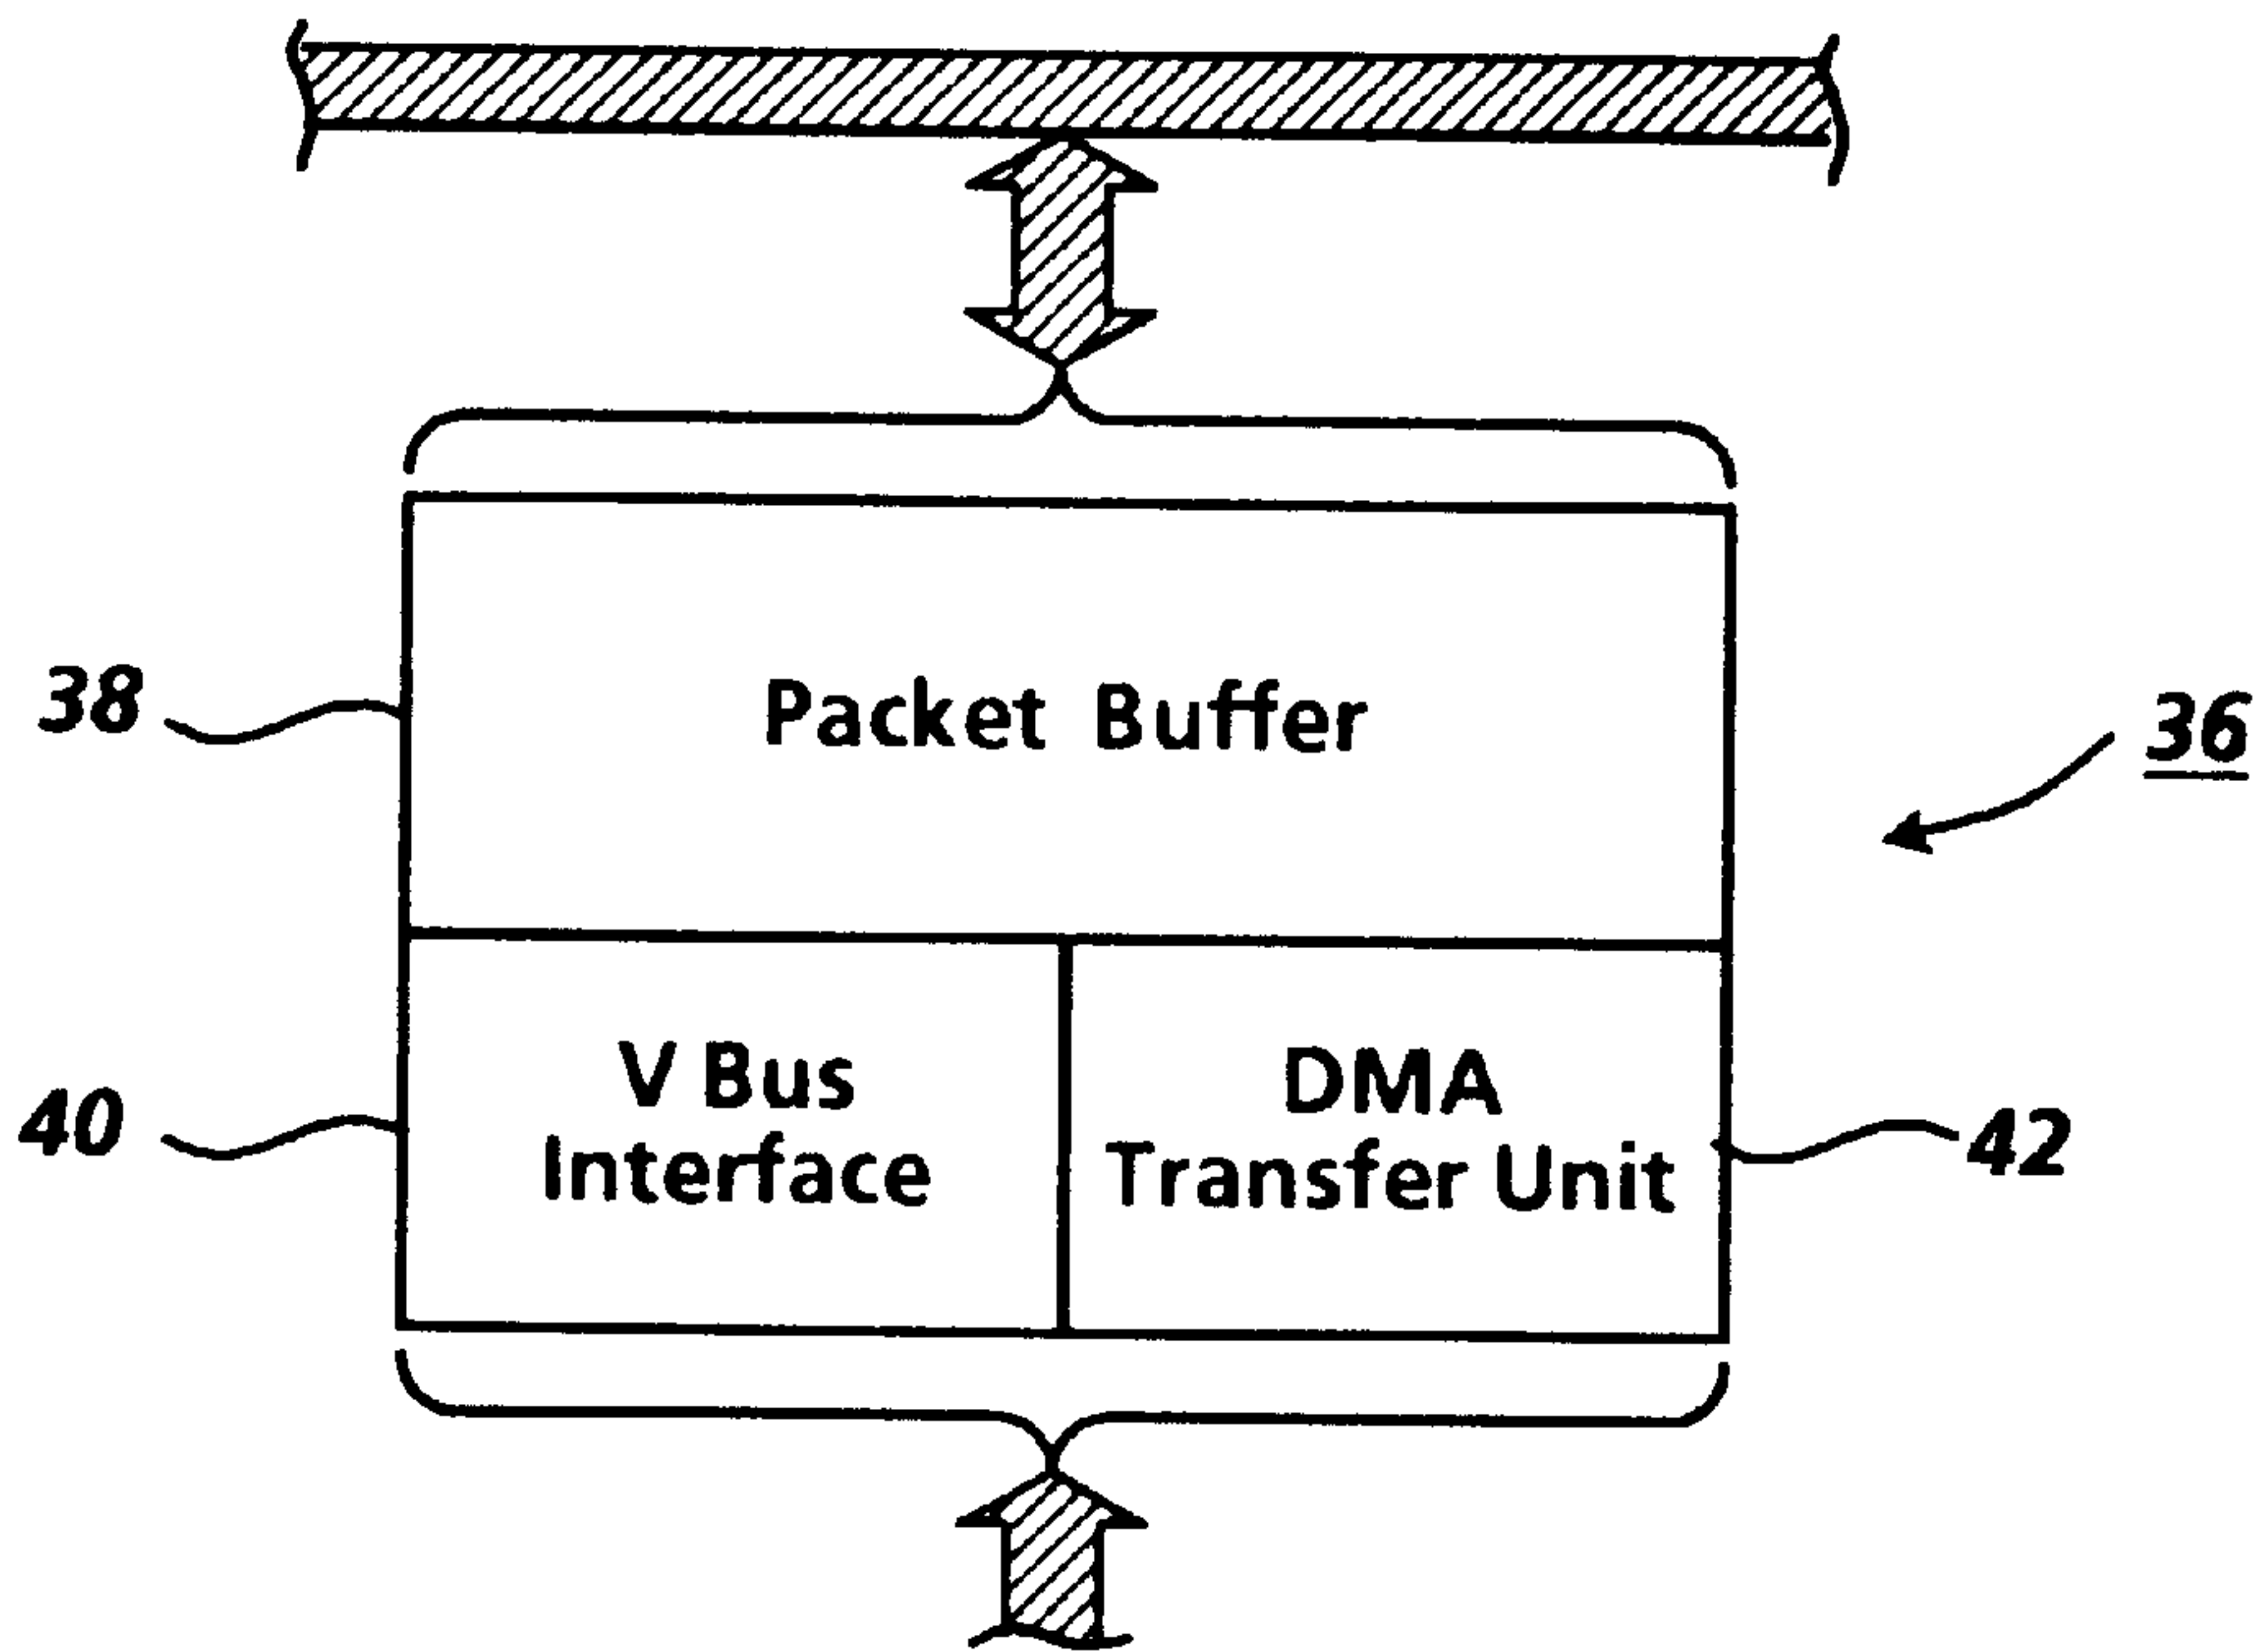 38
Packet Buffer
36
40
V Bus
Interface
DMA
Transfer Unit
42